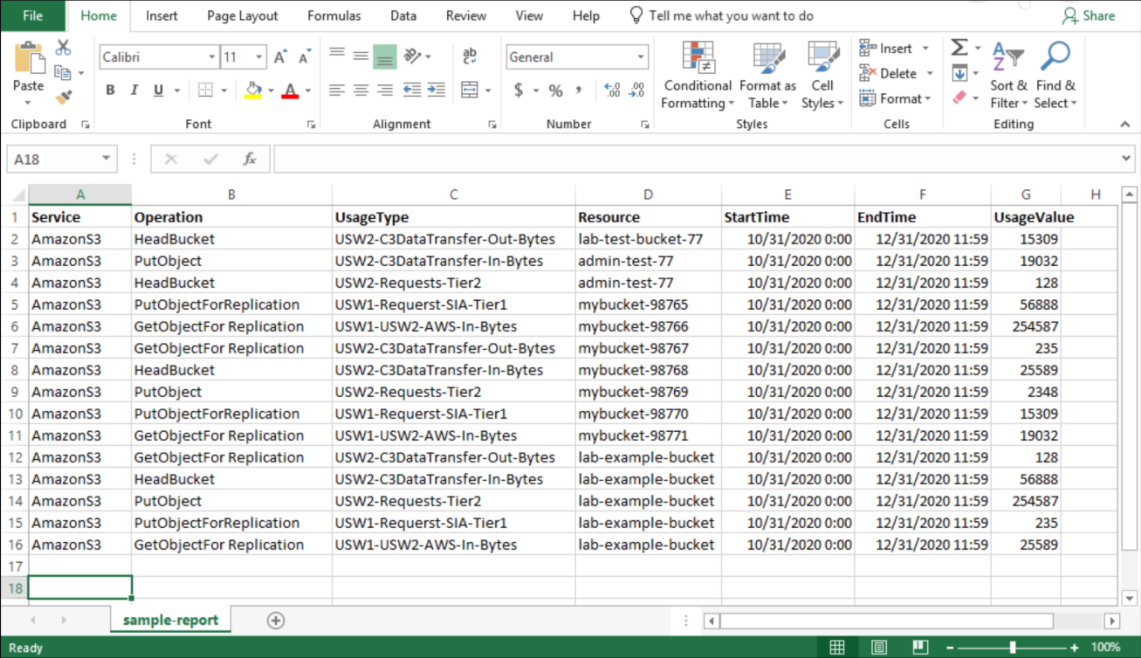 File Home Insert Page Layout Formulas Data Review View Help Tell me what you want to do Share
Calibri 11 A A ab General Insert Σ A Z
Paste Conditional Formatting Format as Table Cell Styles Delete Sort & Filter Find & Select
B I U A $ % , .00 .0 Format
Clipboard Font Alignment Number Styles Cells Editing
A18 fx
A B C D E F G H
1 Service Operation UsageType Resource StartTime EndTime UsageValue
2 AmazonS3 HeadBucket USW2-C3DataTransfer-Out-Bytes lab-test-bucket-77 10/31/2020 0:00 12/31/2020 11:59 15309
3 AmazonS3 PutObject USW2-C3DataTransfer-In-Bytes admin-test-77 10/31/2020 0:00 12/31/2020 11:59 19032
4 AmazonS3 HeadBucket USW2-Requests-Tier2 admin-test-77 10/31/2020 0:00 12/31/2020 11:59 128
5 AmazonS3 PutObjectForReplication USW1-Requests-SIA-Tier1 mybucket-98765 10/31/2020 0:00 12/31/2020 11:59 56888
6 AmazonS3 GetObjectFor Replication USW1-USW2-AWS-In-Bytes mybucket-98766 10/31/2020 0:00 12/31/2020 11:59 254587
7 AmazonS3 GetObjectFor Replication USW2-C3DataTransfer-Out-Bytes mybucket-98767 10/31/2020 0:00 12/31/2020 11:59 235
8 AmazonS3 HeadBucket USW2-C3DataTransfer-In-Bytes mybucket-98768 10/31/2020 0:00 12/31/2020 11:59 25589
9 AmazonS3 PutObject USW2-Requests-Tier2 mybucket-98769 10/31/2020 0:00 12/31/2020 11:59 2348
10 AmazonS3 PutObjectForReplication USW1-Requerst-SIA-Tier1 mybucket-98770 10/31/2020 0:00 12/31/2020 11:59 15309
11 AmazonS3 GetObjectFor Replication USW1-USW2-AWS-In-Bytes mybucket-98771 10/31/2020 0:00 12/31/2020 11:59 19032
12 AmazonS3 GetObjectFor Replication USW2-C3DataTransfer-Out-Bytes lab-example-bucket 10/31/2020 0:00 12/31/2020 11:59 128
13 AmazonS3 HeadBucket USW2-C3DataTransfer-In-Bytes lab-example-bucket 10/31/2020 0:00 12/31/2020 11:59 56888
14 AmazonS3 PutObject USW2-Requests-Tier2 lab-example-bucket 10/31/2020 0:00 12/31/2020 11:59 254587
15 AmazonS3 PutObjectForReplication USW1-Requerst-SIA-Tier1 lab-example-bucket 10/31/2020 0:00 12/31/2020 11:59 235
16 AmazonS3 GetObjectFor Replication USW1-USW2-AWS-In-Bytes lab-example-bucket 10/31/2020 0:00 12/31/2020 11:59 25589
17
18
sample-report
Ready 100%